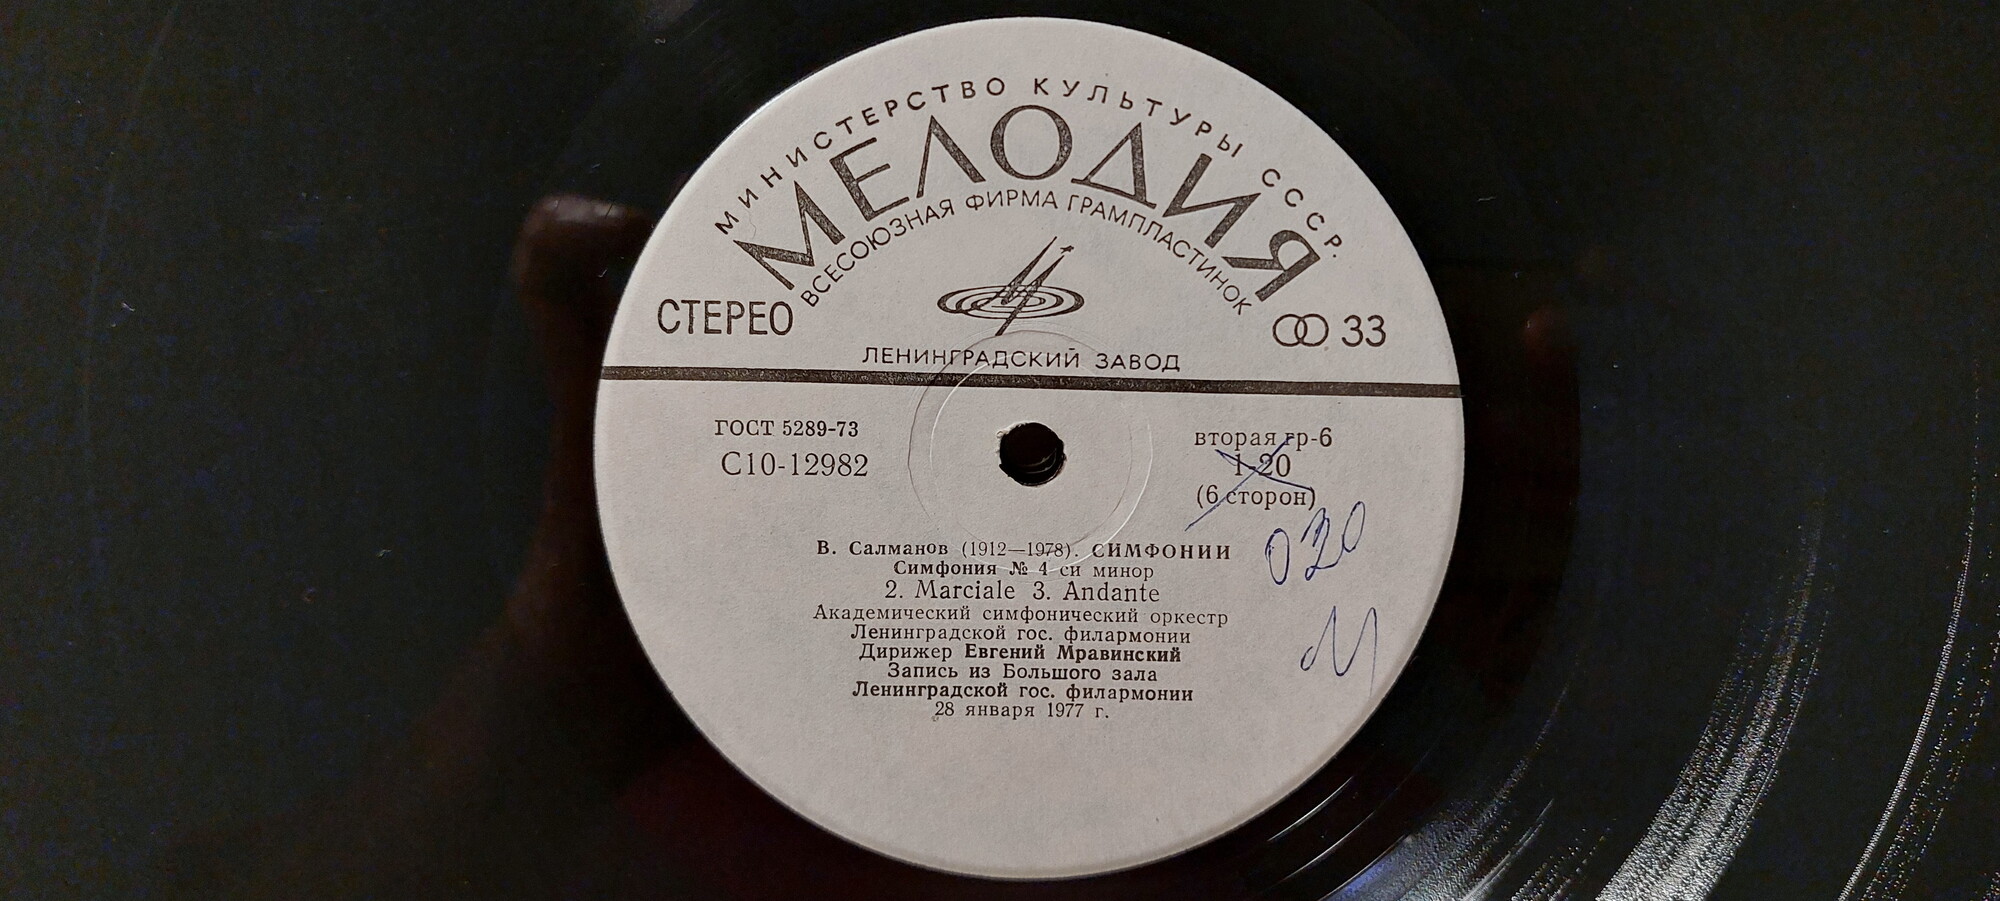 МИНИСТЕРСТВО КУЛЬТУРЫ СССР.
МЕЛОДИЯ
ВСЕСОЮЗНАЯ ФИРМА ГРАМПЛАСТИНОК
СТЕРЕО
33
ЛЕНИНГРАДСКИЙ ЗАВОД
ГОСТ 5289-73
С10-12982
вторая гр-6
1-20
(6 сторон)
020
В. Салманов (1912—1978). СИМФОНИИ
Симфония № 4 си минор
2. Marciale 3. Andante
Академический симфонический оркестр
Ленинградской гос. филармонии
Дирижер Евгений Мравинский
Запись из Большого зала
Ленинградской гос. филармонии
28 января 1977 г.